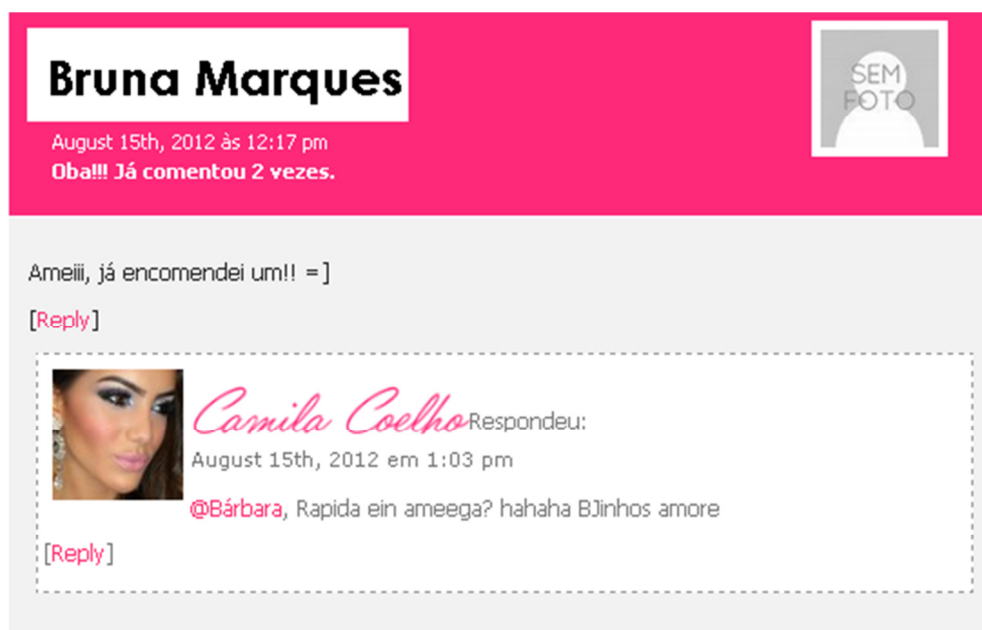 Bruna Marques
SEM
FOTO
August 15th, 2012 às 12:17 pm
Oba!!! Já comentou 2 vezes.
Ameiii, já encomendei um!! =]
[Reply]
Camila Coelho Respondeu:
August 15th, 2012 em 1:03 pm
@Bárbara, Rapida ein ameega? hahaha BJinhos amore
[Reply]